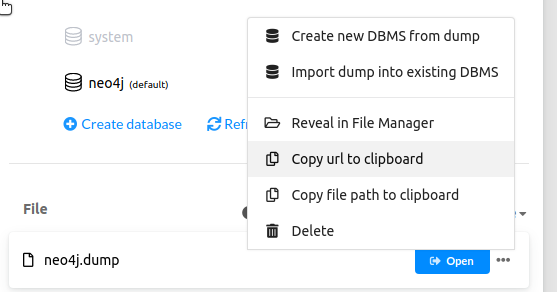 system
neo4j (default)
Create database
Refr
File
neo4j.dump
Open
Create new DBMS from dump
Import dump into existing DBMS
Reveal in File Manager
Copy url to clipboard
Copy file path to clipboard
Delete